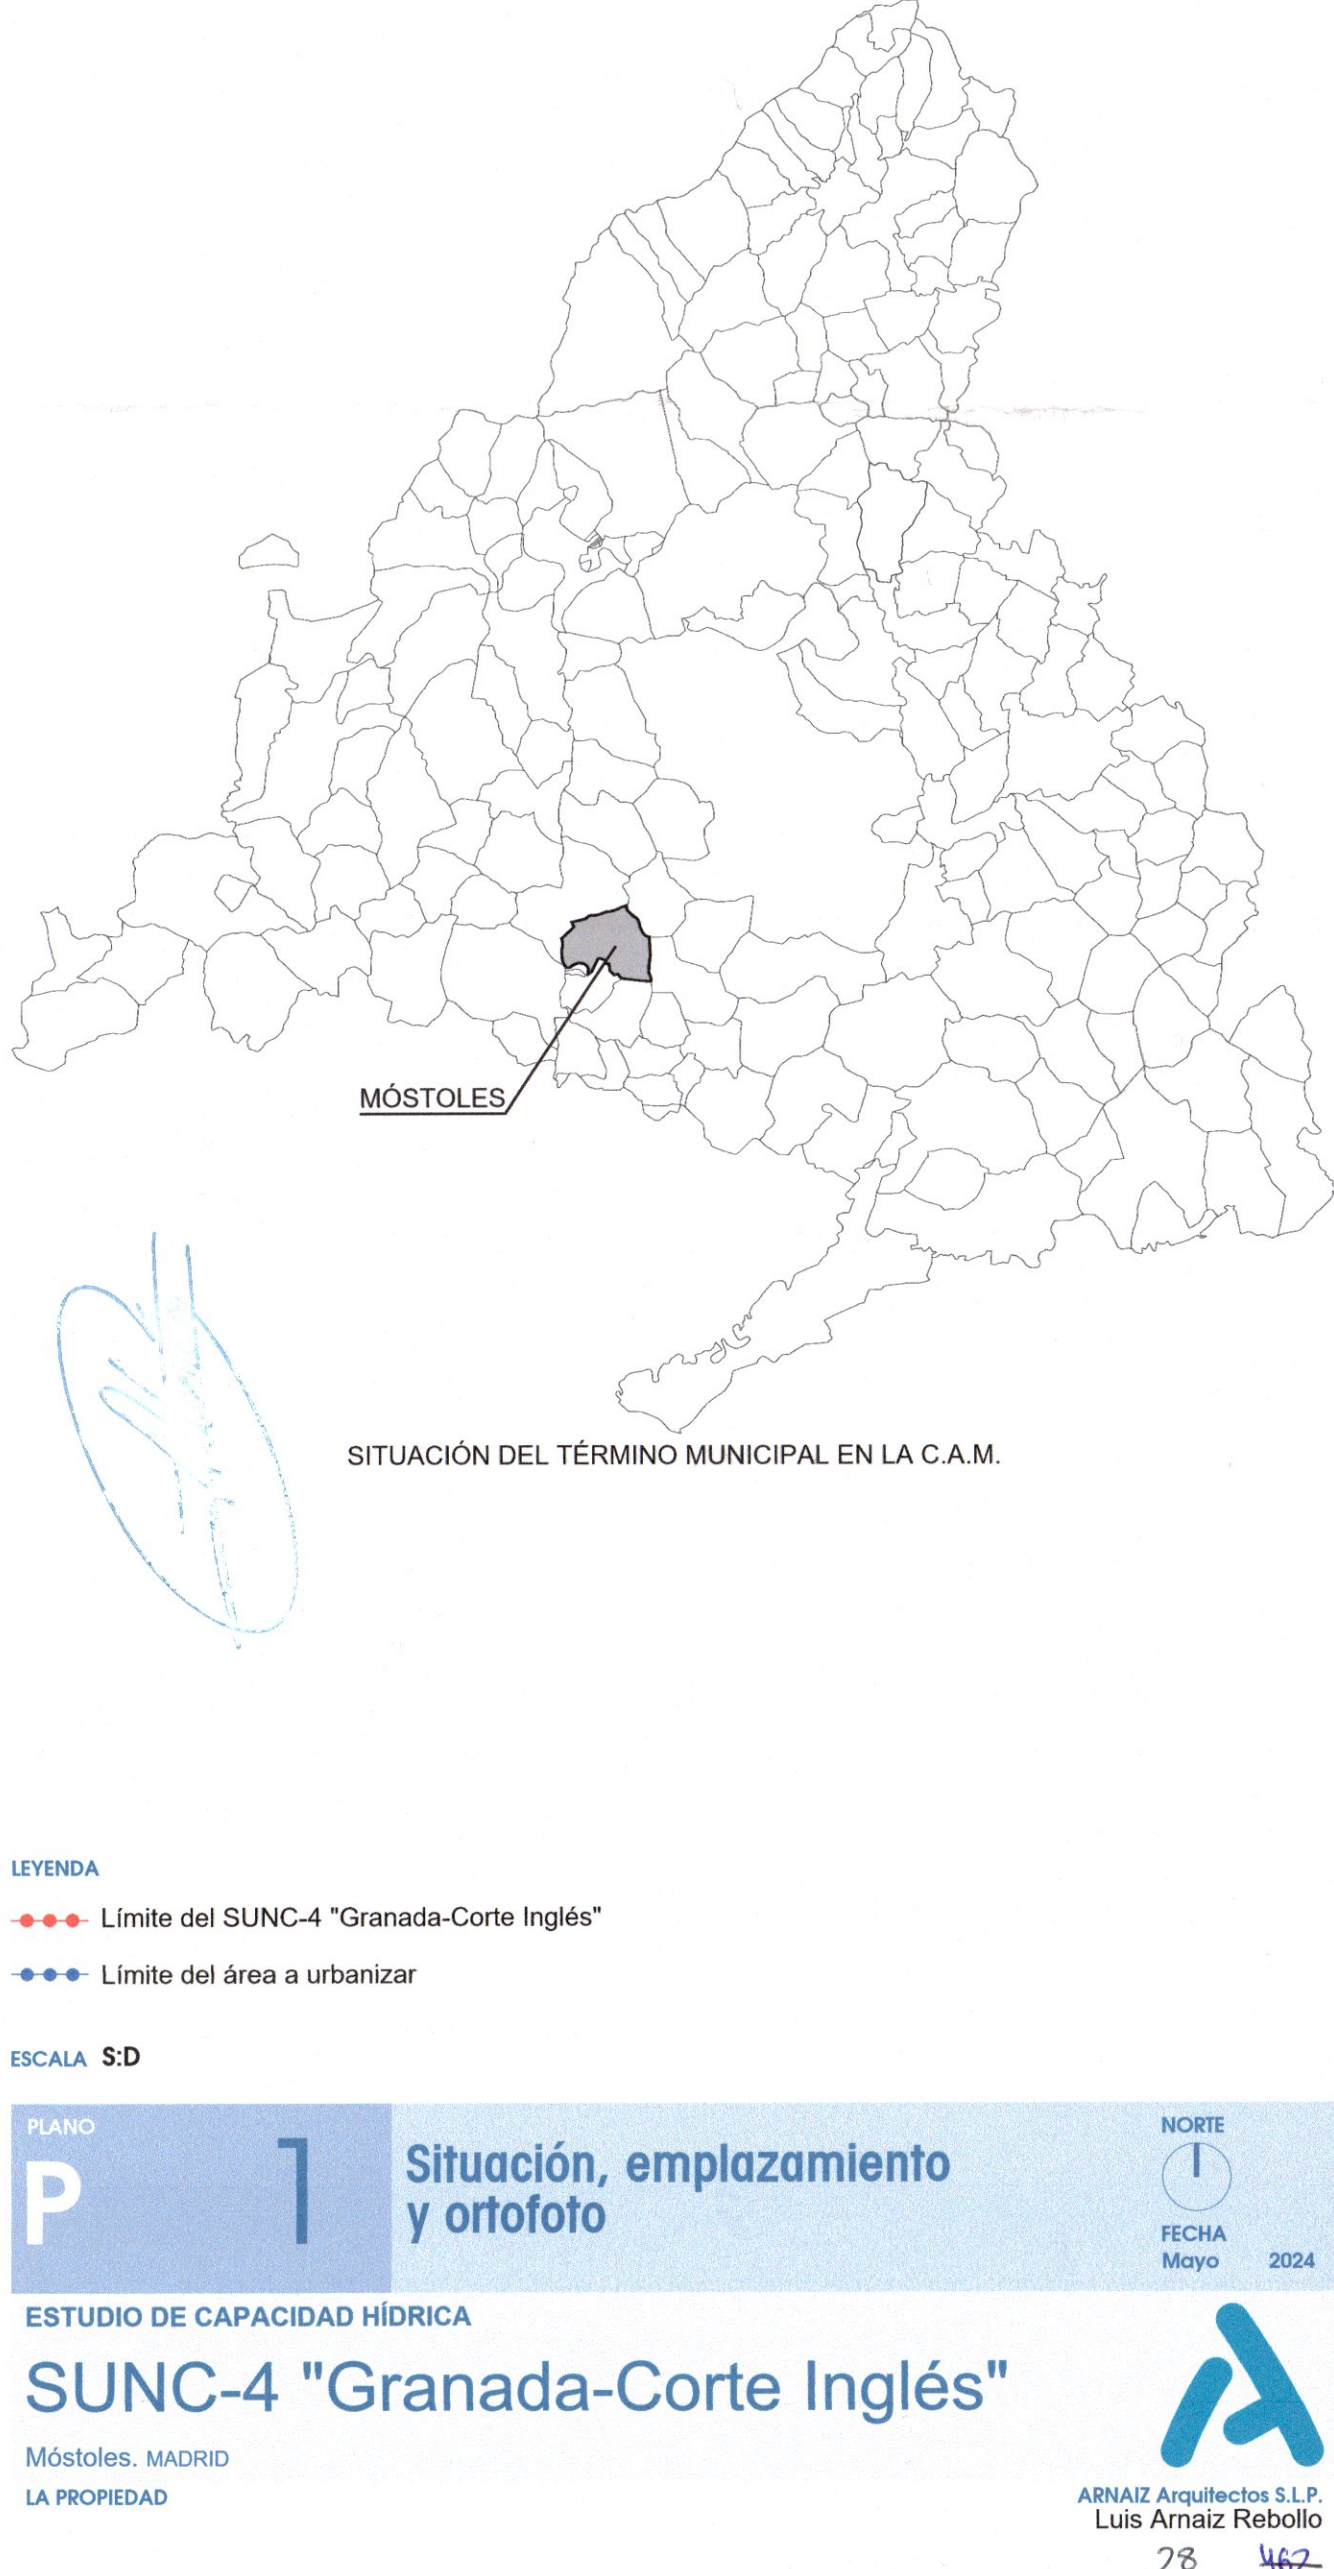 MÓSTOLES
SITUACIÓN DEL TÉRMINO MUNICIPAL EN LA C.A.M.
LEYENDA
Límite del SUNC-4 "Granada-Corte Inglés"
Límite del área a urbanizar
ESCALA S:D
PLANO
P 1
Situación, emplazamiento
y ortofoto
NORTE
FECHA
Mayo 2024
ESTUDIO DE CAPACIDAD HÍDRICA
SUNC-4 "Granada-Corte Inglés"
Móstoles. MADRID
LA PROPIEDAD
ARNAIZ Arquitectos S.L.P.
Luis Arnaiz Rebollo
28